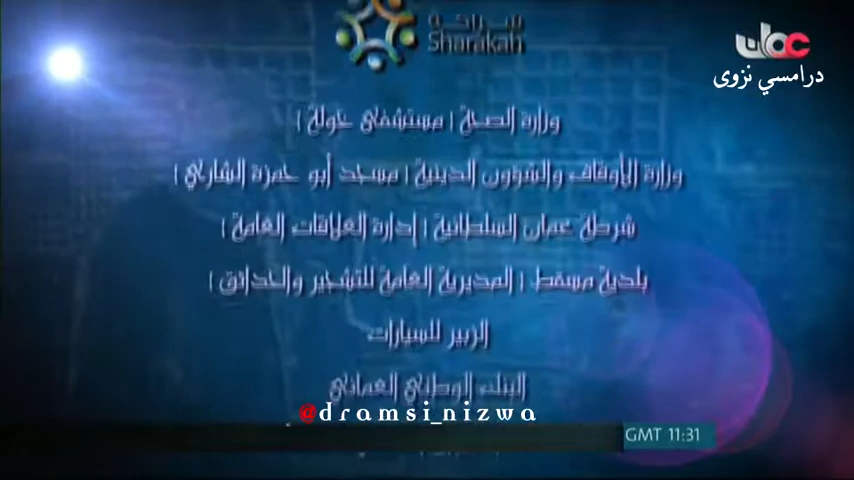 شراكة
Sharakah
عمان
درامسي نزوى
وزارة الصحة | مستشفى خولة |
وزارة الأوقاف والشؤون الدينية | مسجد أبو حمزة الشاري |
شرطة عمان السلطانية | إدارة العلاقات العامة |
بلدية مسقط | المديرية العامة للتشجير والحدائق |
الزبير للسيارات
البنك الوطني العماني
@dramsi_nizwa
GMT 11:31